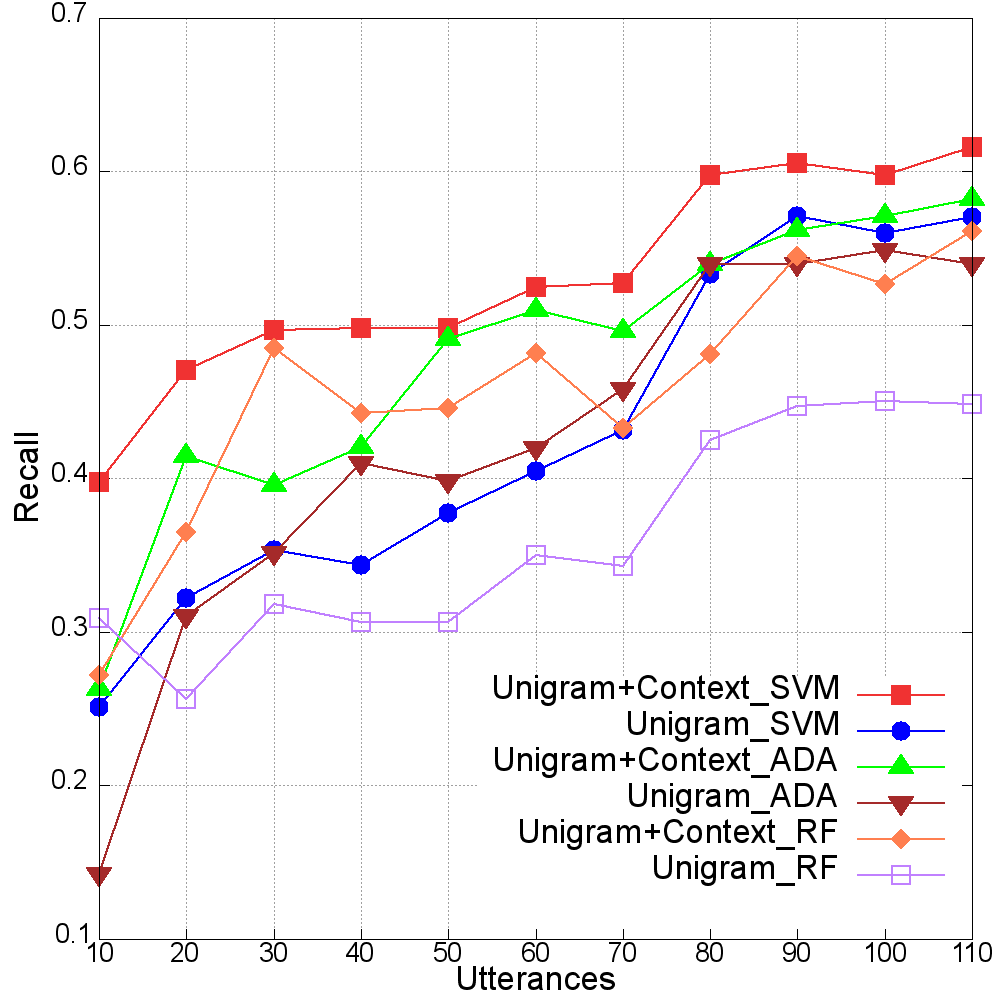 0.7
0.6
0.5
0.4
0.3
0.2
0.1
Recall
Unigram+Context_SVM
Unigram_SVM
Unigram+Context_ADA
Unigram_ADA
Unigram+Context_RF
Unigram_RF
10 20 30 40 50 60 70 80 90 100 110
Utterances